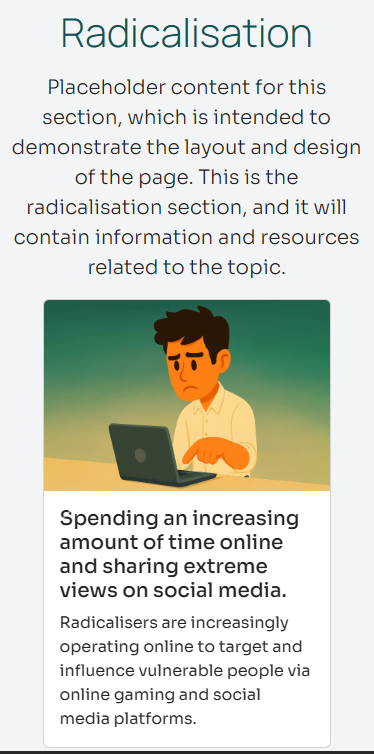 Radicalisation
Placeholder content for this
section, which is intended to
demonstrate the layout and design
of the page. This is the
radicalisation section, and it will
contain information and resources
related to the topic.
Spending an increasing
amount of time online
and sharing extreme
views on social media.
Radicalisers are increasingly
operating online to target and
influence vulnerable people via
online gaming and social
media platforms.